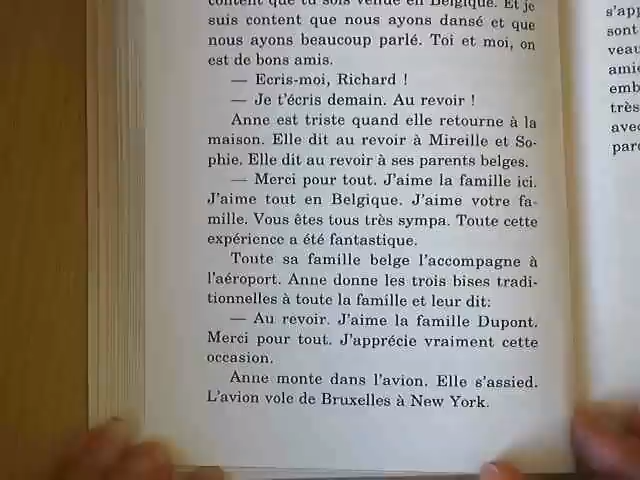 content que tu sois venue en Belgique. Et je
suis content que nous ayons dansé et que
nous ayons beaucoup parlé. Toi et moi, on
est de bons amis.
— Ecris-moi, Richard !
— Je t'écris demain. Au revoir !
Anne est triste quand elle retourne à la
maison. Elle dit au revoir à Mireille et So-
phie. Elle dit au revoir à ses parents belges.
— Merci pour tout. J'aime la famille ici.
J'aime tout en Belgique. J'aime votre fa-
mille. Vous êtes tous très sympa. Toute cette
expérience a été fantastique.
Toute sa famille belge l'accompagne à
l'aéroport. Anne donne les trois bises tradi-
tionnelles à toute la famille et leur dit:
— Au revoir. J'aime la famille Dupont.
Merci pour tout. J'apprécie vraiment cette
occasion.
Anne monte dans l'avion. Elle s'assied.
L'avion vole de Bruxelles à New York.
s'app
sont
veau
amie
emb
très
avec
parc